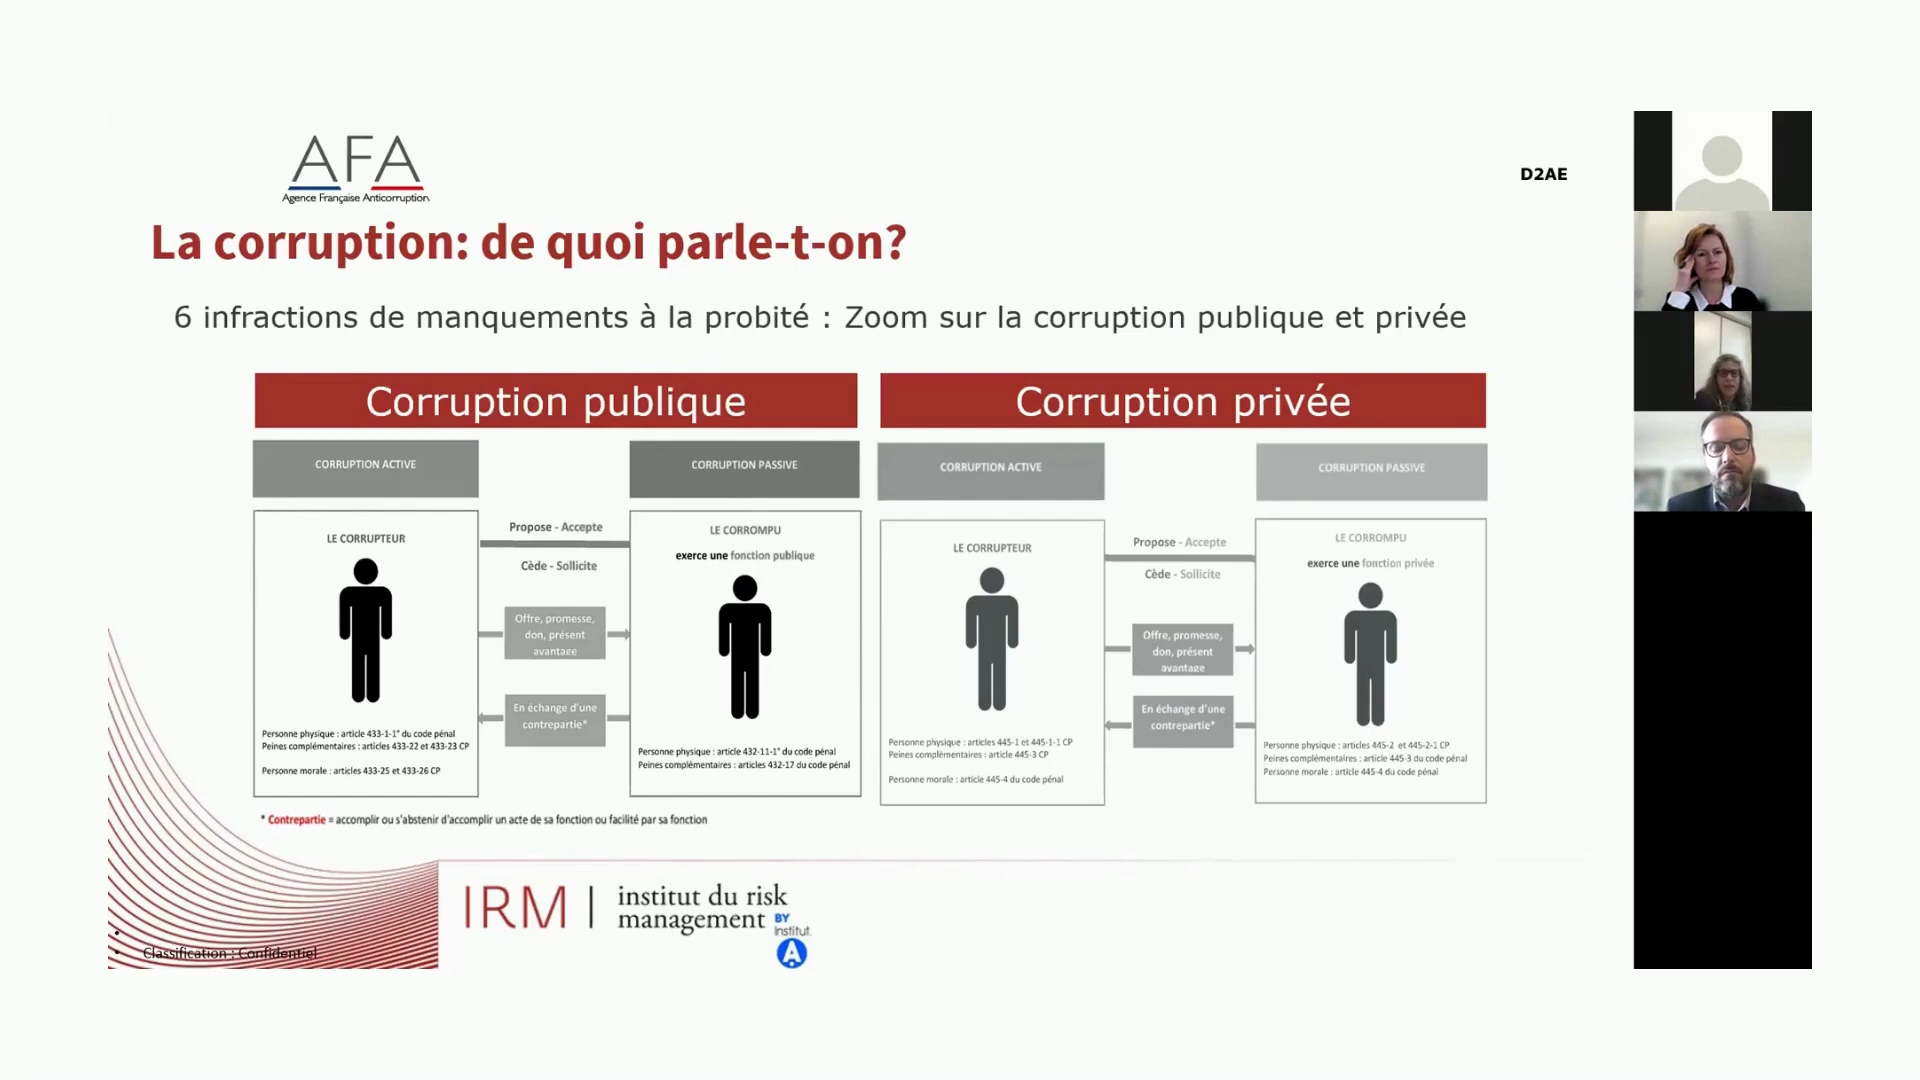 AFA
Agence Française Anticorruption
D2AE
La corruption: de quoi parle-t-on?
6 infractions de manquements à la probité : Zoom sur la corruption publique et privée
Corruption publique
CORRUPTION ACTIVE
CORRUPTION PASSIVE
LE CORRUPTEUR
Propose - Accepte
Cède - Sollicite
Offre, promesse,
don, présent
avantage
En échange d'une
contrepartie*
LE CORROMPU
exerce une fonction publique
Personne physique : article 433-1-1° du code pénal
Peines complémentaires : articles 433-22 et 433-23 CP
Personne morale : articles 433-25 et 433-26 CP
Personne physique : article 432-11-1° du code pénal
Peines complémentaires : articles 432-17 du code pénal
Corruption privée
CORRUPTION ACTIVE
CORRUPTION PASSIVE
LE CORRUPTEUR
Propose - Accepte
Cède - Sollicite
Offre, promesse,
don, présent
avantage
En échange d'une
contrepartie*
LE CORROMPU
exerce une fonction privée
Personne physique : articles 445-1 et 445-1-1 CP
Peines complémentaires : article 445-3 CP
Personne morale : article 445-4 du code pénal
Personne physique : articles 445-2 et 445-2-1 CP
Peines complémentaires : articles 445-3 du code pénal
Personne morale : article 445-4 du code pénal
* Contrepartie = accomplir ou s'abstenir d'accomplir un acte de sa fonction ou facilité par sa fonction
IRM | institut du risk
management BY
Institut.
A
Classification : Confidentiel